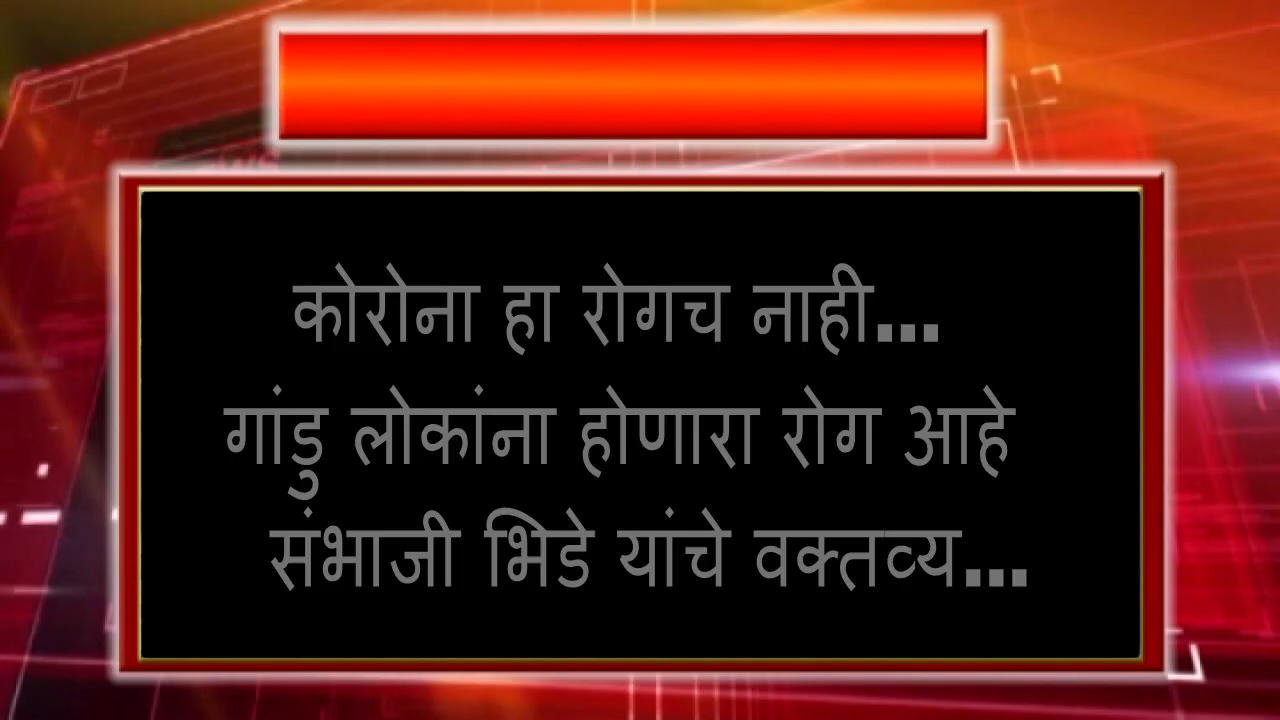 कोरोना हा रोगच नाही...
गांडु लोकांना होणारा रोग आहे
संभाजी भिडे यांचे वक्तव्य...